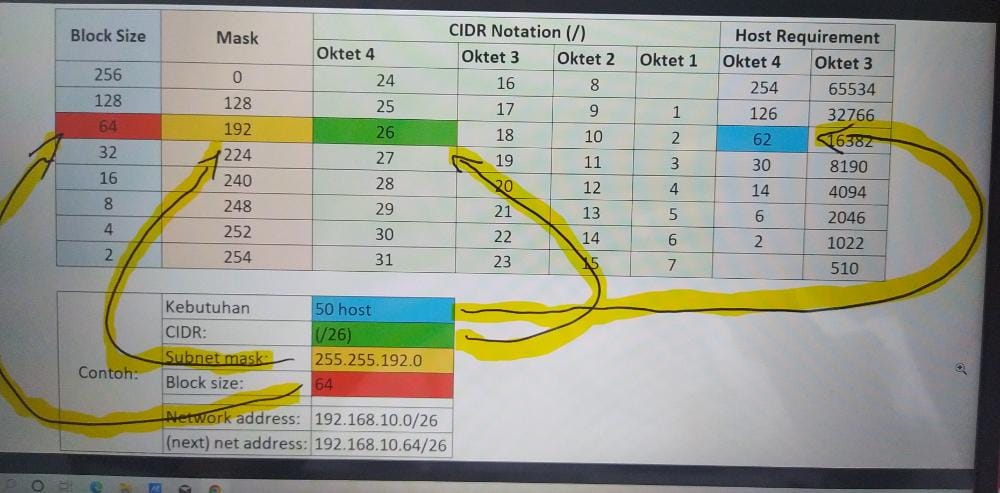 Block Size Mask CIDR Notation (/) Host Requirement
Oktet 4 Oktet 3 Oktet 2 Oktet 1 Oktet 4 Oktet 3
256 0 24 16 8 254 65534
128 128 25 17 9 1 126 32766
64 192 26 18 10 2 62 16382
32 224 27 19 11 3 30 8190
16 240 28 20 12 4 14 4094
8 248 29 21 13 5 6 2046
4 252 30 22 14 6 2 1022
2 254 31 23 15 7 510
Contoh:
Kebutuhan 50 host
CIDR: (/26)
Subnet mask: 255.255.192.0
Block size: 64
Network address: 192.168.10.0/26
(next) net address: 192.168.10.64/26